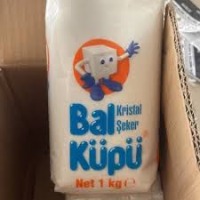 Bal Kristal
Şeker
Küpü
Net 1 kg ℮